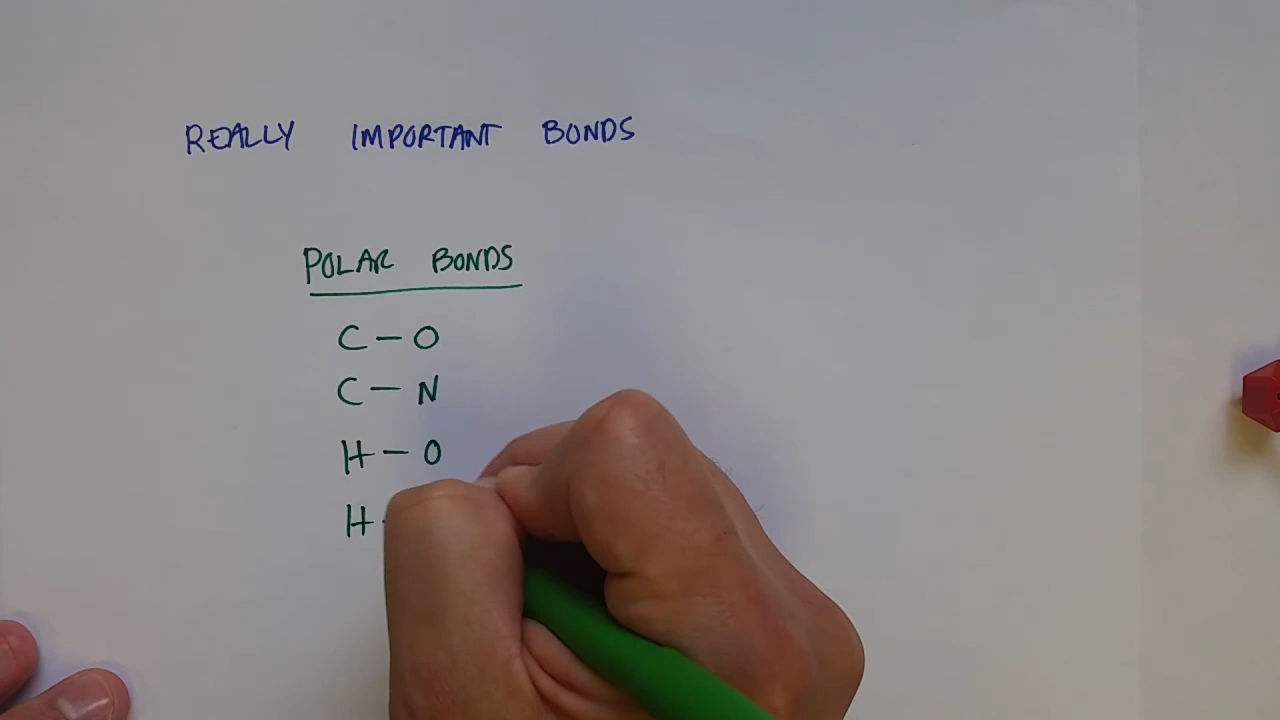 REALLY IMPORTANT BONDS
POLAR BONDS
C - O
C - N
H - O
H -